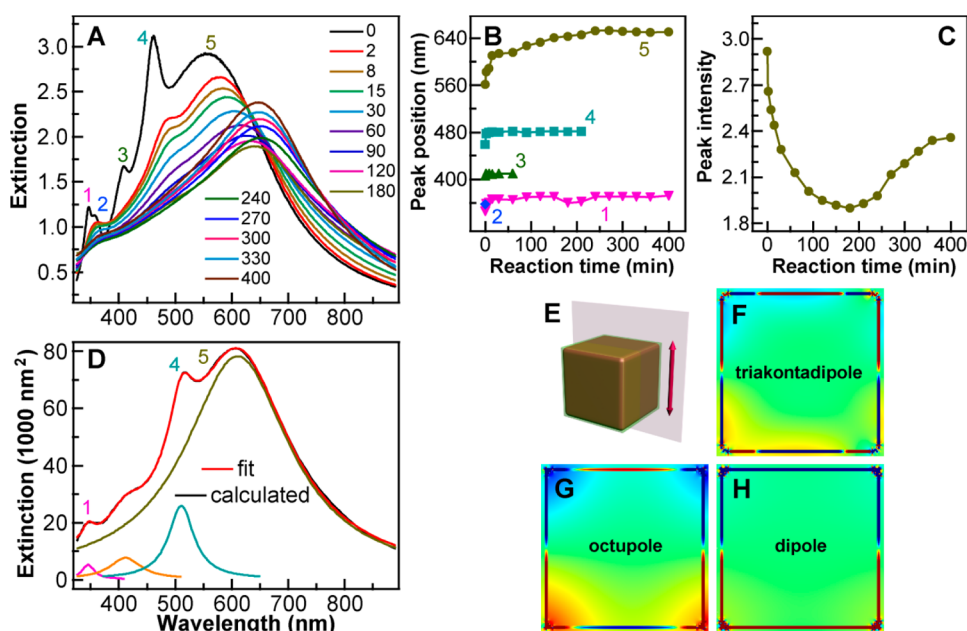 A
Extinction
3.0
2.5
2.0
1.5
1.0
0.5
400 500 600 700 800
1
2
3
4
5
0
2
8
15
30
60
90
120
180
240
270
300
330
400
B
Peak position (nm)
640
560
480
400
0 100 200 300 400
Reaction time (min)
5
4
3
2
1
C
Peak intensity
3.0
2.7
2.4
2.1
1.8
0 100 200 300 400
Reaction time (min)
D
Extinction (1000 nm²)
80
60
40
20
0
400 500 600 700 800
Wavelength (nm)
1
4
5
fit
calculated
E
F
triakontadipole
G
octupole
H
dipole